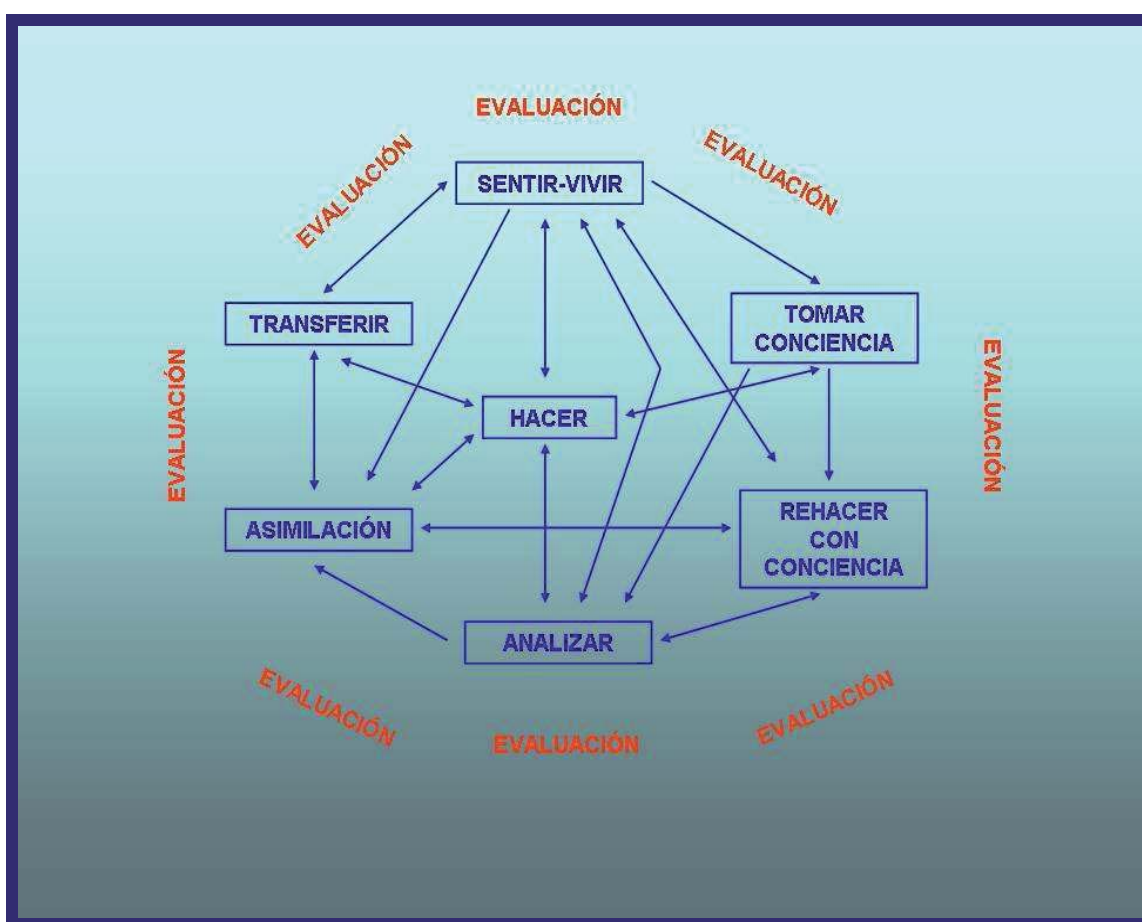 EVALUACIÓN
EVALUACIÓN
EVALUACIÓN
SENTIR-VIVIR
TRANSFERIR
TOMAR
CONCIENCIA
EVALUACIÓN
EVALUACIÓN
HACER
ASIMILACIÓN
REHACER
CON
CONCIENCIA
ANALIZAR
EVALUACIÓN
EVALUACIÓN
EVALUACIÓN